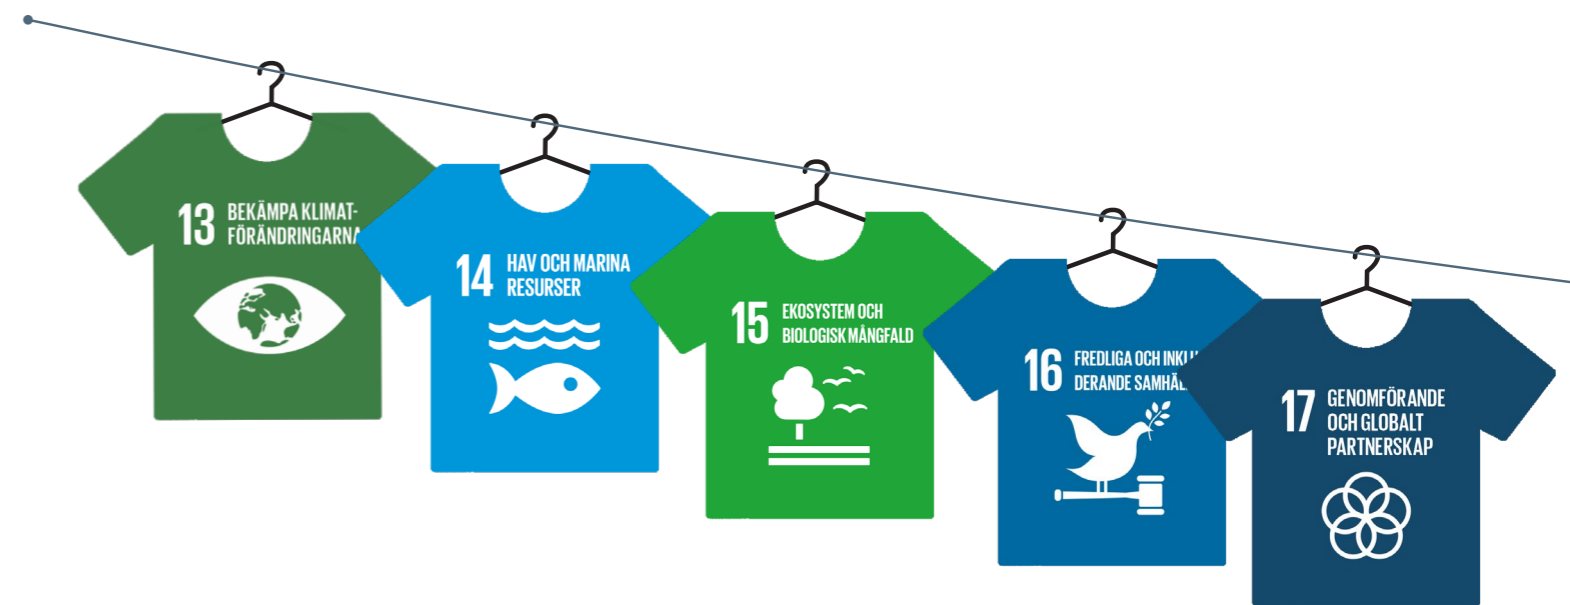 13
BEKÄMPA KLIMAT-
FÖRÄNDRINGARNA
14
HAV OCH MARINA
RESURSER
15
EKOSYSTEM OCH
BIOLOGISK MÅNGFALD
16
FREDLIGA OCH
DERANDE
17
GENOMFÖRANDE
OCH GLOBALT
PARTNERSKAP